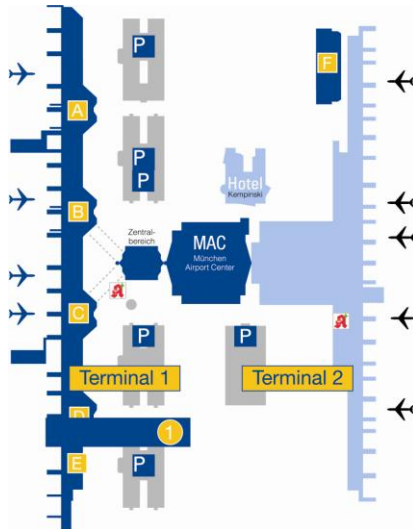 P
F
A
P
P
Hotel
Kempinski
B
Zentral-
bereich
MAC
München
Airport Center
C
P
P
Terminal 1
Terminal 2
D
1
E
P